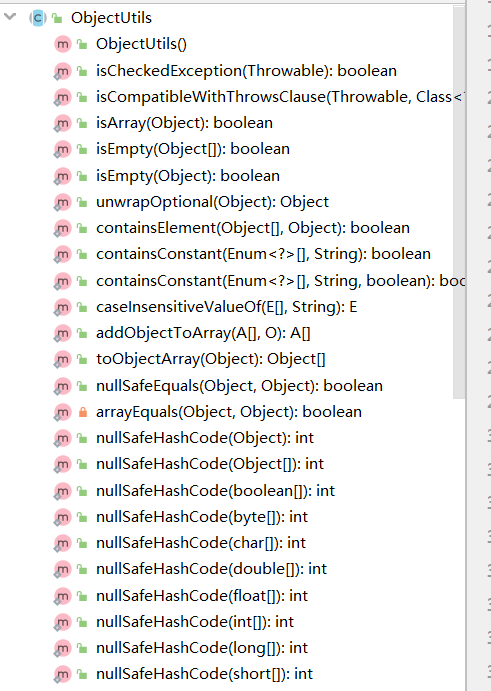 ObjectUtils
ObjectUtils()
isCheckedException(Throwable): boolean
isCompatibleWithThrowsClause(Throwable, Class<
isArray(Object): boolean
isEmpty(Object[]): boolean
isEmpty(Object): boolean
unwrapOptional(Object): Object
containsElement(Object[], Object): boolean
containsConstant(Enum<?>[], String): boolean
containsConstant(Enum<?>[], String, boolean): boo
caseInsensitiveValueOf(E[], String): E
addObjectToArray(A[], O): A[]
toObjectArray(Object): Object[]
nullSafeEquals(Object, Object): boolean
arrayEquals(Object, Object): boolean
nullSafeHashCode(Object): int
nullSafeHashCode(Object[]): int
nullSafeHashCode(boolean[]): int
nullSafeHashCode(byte[]): int
nullSafeHashCode(char[]): int
nullSafeHashCode(double[]): int
nullSafeHashCode(float[]): int
nullSafeHashCode(int[]): int
nullSafeHashCode(long[]): int
nullSafeHashCode(short[]): int